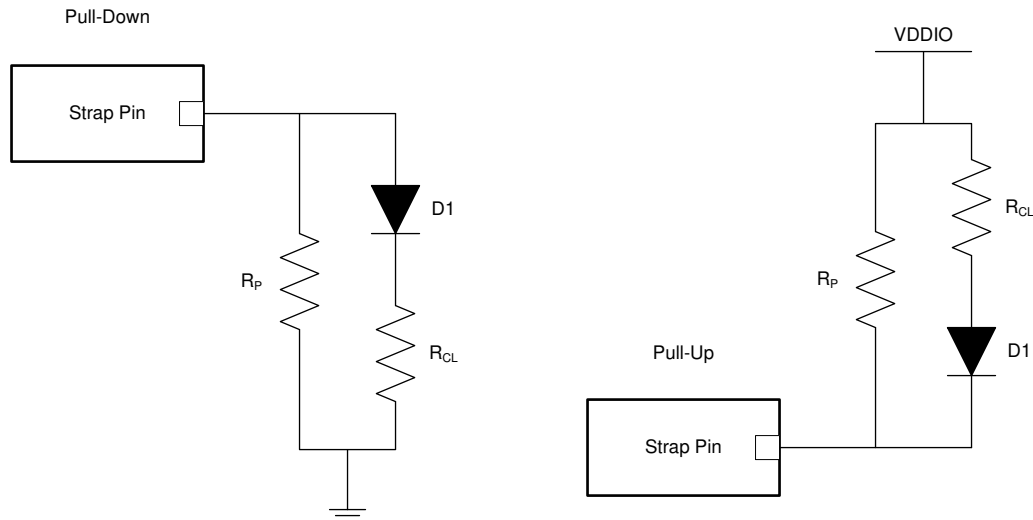 Pull-Down
Strap Pin
D1
R_P
R_CL
VDDIO
R_CL
R_P
D1
Pull-Up
Strap Pin